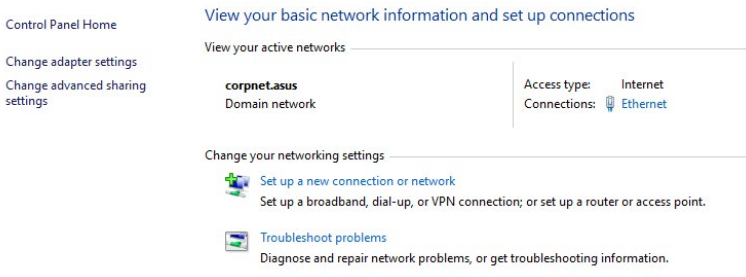 Control Panel Home
Change adapter settings
Change advanced sharing
settings
View your basic network information and set up connections
View your active networks
corpnet.asus
Domain network
Access type: Internet
Connections: Ethernet
Change your networking settings
Set up a new connection or network
Set up a broadband, dial-up, or VPN connection; or set up a router or access point.
Troubleshoot problems
Diagnose and repair network problems, or get troubleshooting information.